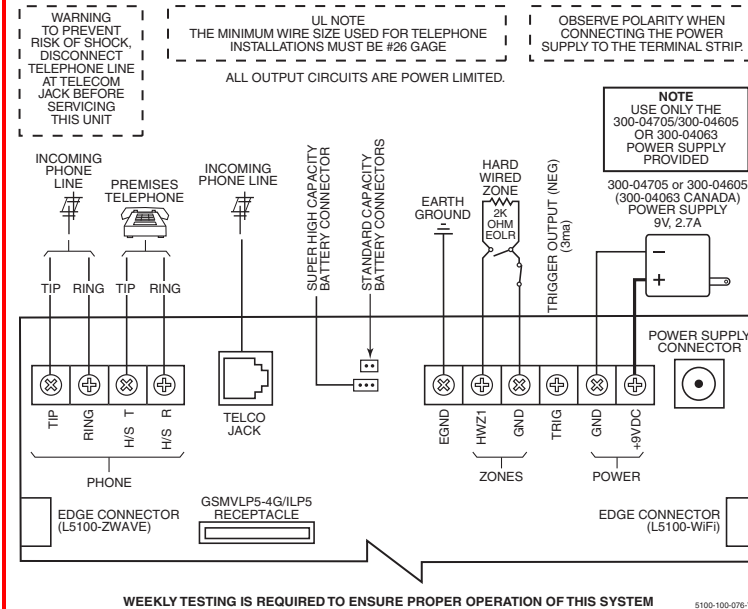 WARNING
TO PREVENT
RISK OF SHOCK,
DISCONNECT
TELEPHONE LINE
AT TELECOM
JACK BEFORE
SERVICING
THIS UNIT
UL NOTE
THE MINIMUM WIRE SIZE USED FOR TELEPHONE
INSTALLATIONS MUST BE #26 GAGE
OBSERVE POLARITY WHEN
CONNECTING THE POWER
SUPPLY TO THE TERMINAL STRIP.
ALL OUTPUT CIRCUITS ARE POWER LIMITED.
NOTE
USE ONLY THE
300-04705/300-04605
OR 300-04063
POWER SUPPLY
PROVIDED
INCOMING
PHONE
LINE
PREMISES
TELEPHONE
INCOMING
PHONE LINE
SUPER HIGH CAPACITY
BATTERY CONNECTOR
STANDARD CAPACITY
BATTERY CONNECTORS
EARTH
GROUND
HARD
WIRED
ZONE
2K
OHM
EOLR
TRIGGER OUTPUT (NEG)
(3ma)
300-04705 or 300-04605
(300-04063 CANADA)
POWER SUPPLY
9V, 2.7A
–
+
TIP RING TIP RING
POWER SUPPLY
CONNECTOR
TELCO
JACK
TIP
RING
H/S T
H/S R
EGND
HWZ1
GND
TRIG
GND
+9VDC
PHONE
ZONES
POWER
EDGE CONNECTOR
(L5100-ZWAVE)
GSMVLP5-4G/ILP5
RECEPTACLE
EDGE CONNECTOR
(L5100-WiFi)
WEEKLY TESTING IS REQUIRED TO ENSURE PROPER OPERATION OF THIS SYSTEM